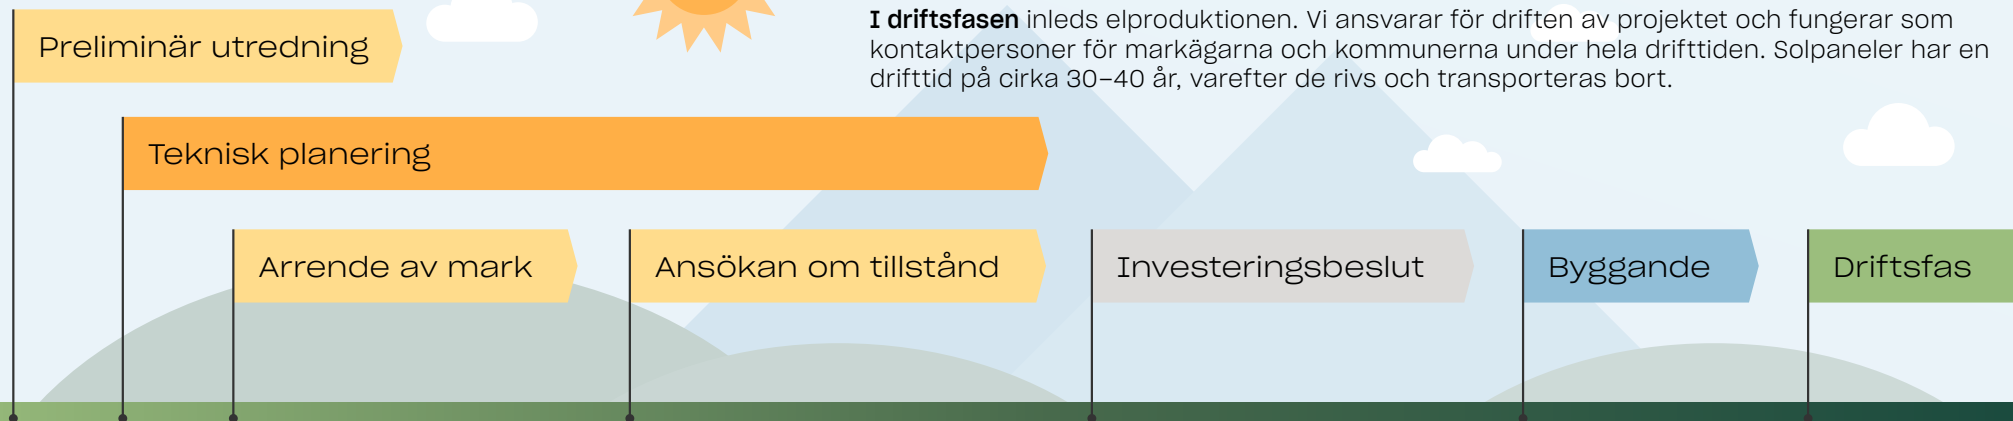 I driftsfasen inleds elproduktionen. Vi ansvarar för driften av projektet och fungerar som
kontaktpersoner för markägarna och kommunerna under hela drifttiden. Solpaneler har en
drifttid på cirka 30–40 år, varefter de rivs och transporteras bort.
Preliminär utredning
Teknisk planering
Arrende av mark
Ansökan om tillstånd
Investeringsbeslut
Byggande
Driftsfas